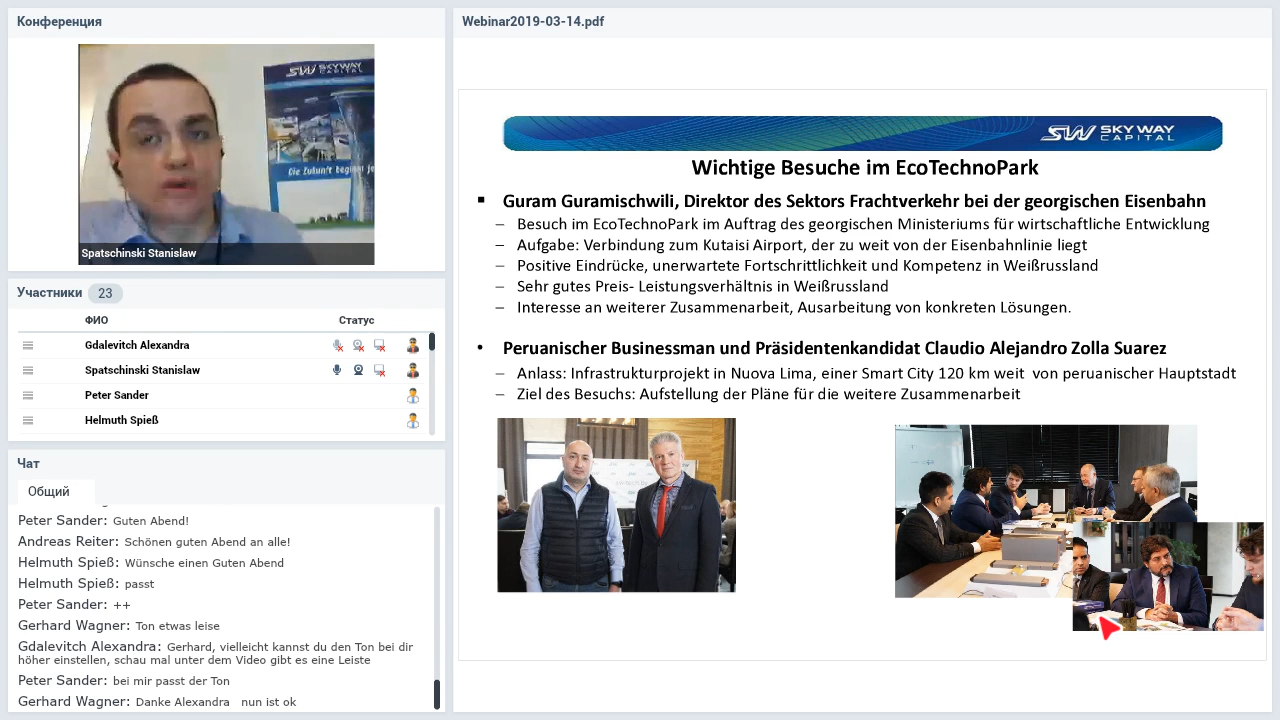 Конференция
SKYWAY
CAPITAL
Die Zukunft beginnt je
Spatschinski Stanislaw
Участники 23
ФИО Статус
Gdalevitch Alexandra
Spatschinski Stanislaw
Peter Sander
Helmuth Spieß
Чат
Общий
Peter Sander: Guten Abend!
Andreas Reiter: Schönen guten Abend an alle!
Helmuth Spieß: Wünsche einen Guten Abend
Helmuth Spieß: passt
Peter Sander: ++
Gerhard Wagner: Ton etwas leise
Gdalevitch Alexandra: Gerhard, vielleicht kannst du den Ton bei dir
höher einstellen, schau mal unter dem Video gibt es eine Leiste
Peter Sander: bei mir passt der Ton
Gerhard Wagner: Danke Alexandra nun ist ok
Webinar2019-03-14.pdf
SW SKYWAY
CAPITAL
Wichtige Besuche im EcoTechnoPark
▪ Guram Guramischwili, Direktor des Sektors Frachtverkehr bei der georgischen Eisenbahn
– Besuch im EcoTechnoPark im Auftrag des georgischen Ministeriums für wirtschaftliche Entwicklung
– Aufgabe: Verbindung zum Kutaisi Airport, der zu weit von der Eisenbahnlinie liegt
– Positive Eindrücke, unerwartete Fortschrittlichkeit und Kompetenz in Weißrussland
– Sehr gutes Preis- Leistungsverhältnis in Weißrussland
– Interesse an weiterer Zusammenarbeit, Ausarbeitung von konkreten Lösungen.
• Peruanischer Businessman und Präsidentenkandidat Claudio Alejandro Zolla Suarez
– Anlass: Infrastrukturprojekt in Nuova Lima, einer Smart City 120 km weit von peruanischer Hauptstadt
– Ziel des Besuchs: Aufstellung der Pläne für die weitere Zusammenarbeit